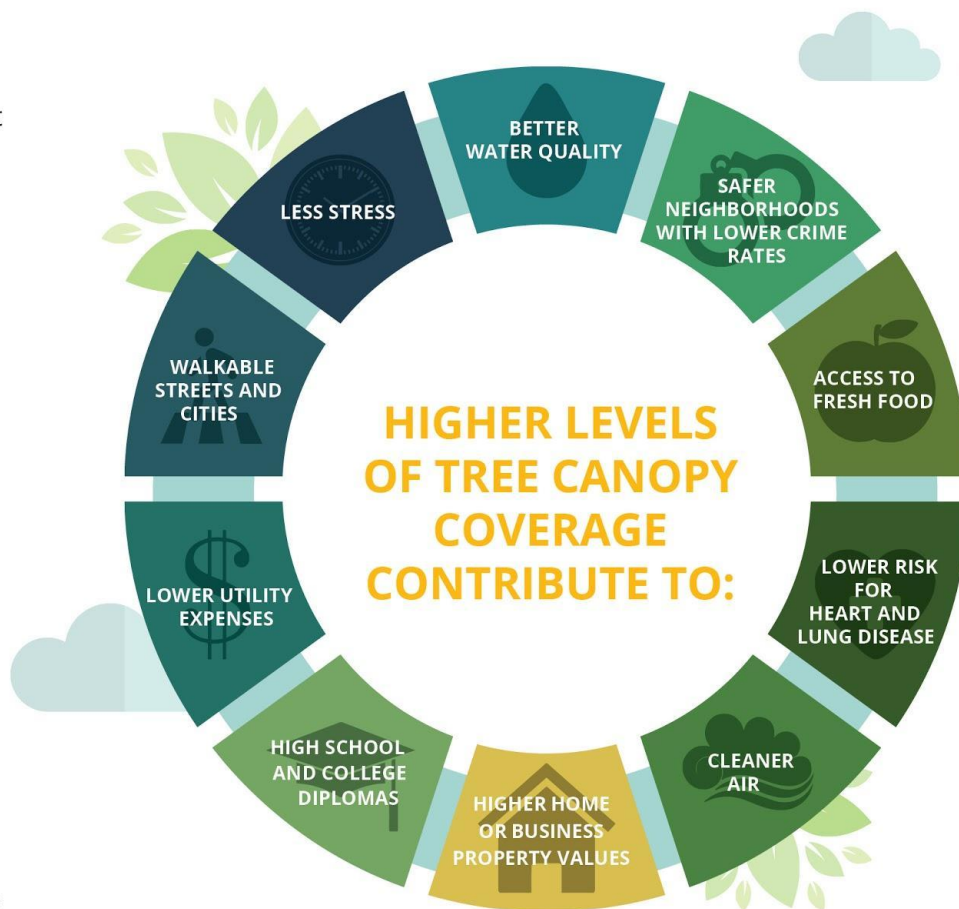 HIGHER LEVELS
OF TREE CANOPY
COVERAGE
CONTRIBUTE TO:
BETTER
WATER QUALITY
SAFER
NEIGHBORHOODS
WITH LOWER CRIME
RATES
ACCESS TO
FRESH FOOD
LOWER RISK
FOR
HEART AND
LUNG DISEASE
CLEANER
AIR
HIGHER HOME
OR BUSINESS
PROPERTY VALUES
HIGH SCHOOL
AND COLLEGE
DIPLOMAS
LOWER UTILITY
EXPENSES
WALKABLE
STREETS AND
CITIES
LESS STRESS